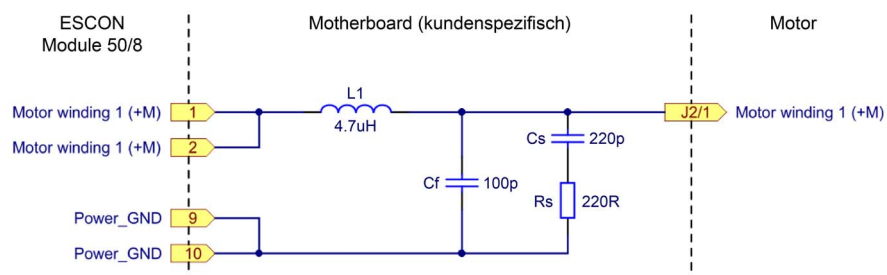 ESCON
Module 50/8
Motherboard (kundenspezifisch)
Motor
L1
4.7uH
Motor winding 1 (+M) 1
J2/1 Motor winding 1 (+M)
Motor winding 1 (+M) 2
Cs 220p
Cf 100p
Rs 220R
Power_GND 9
Power_GND 10